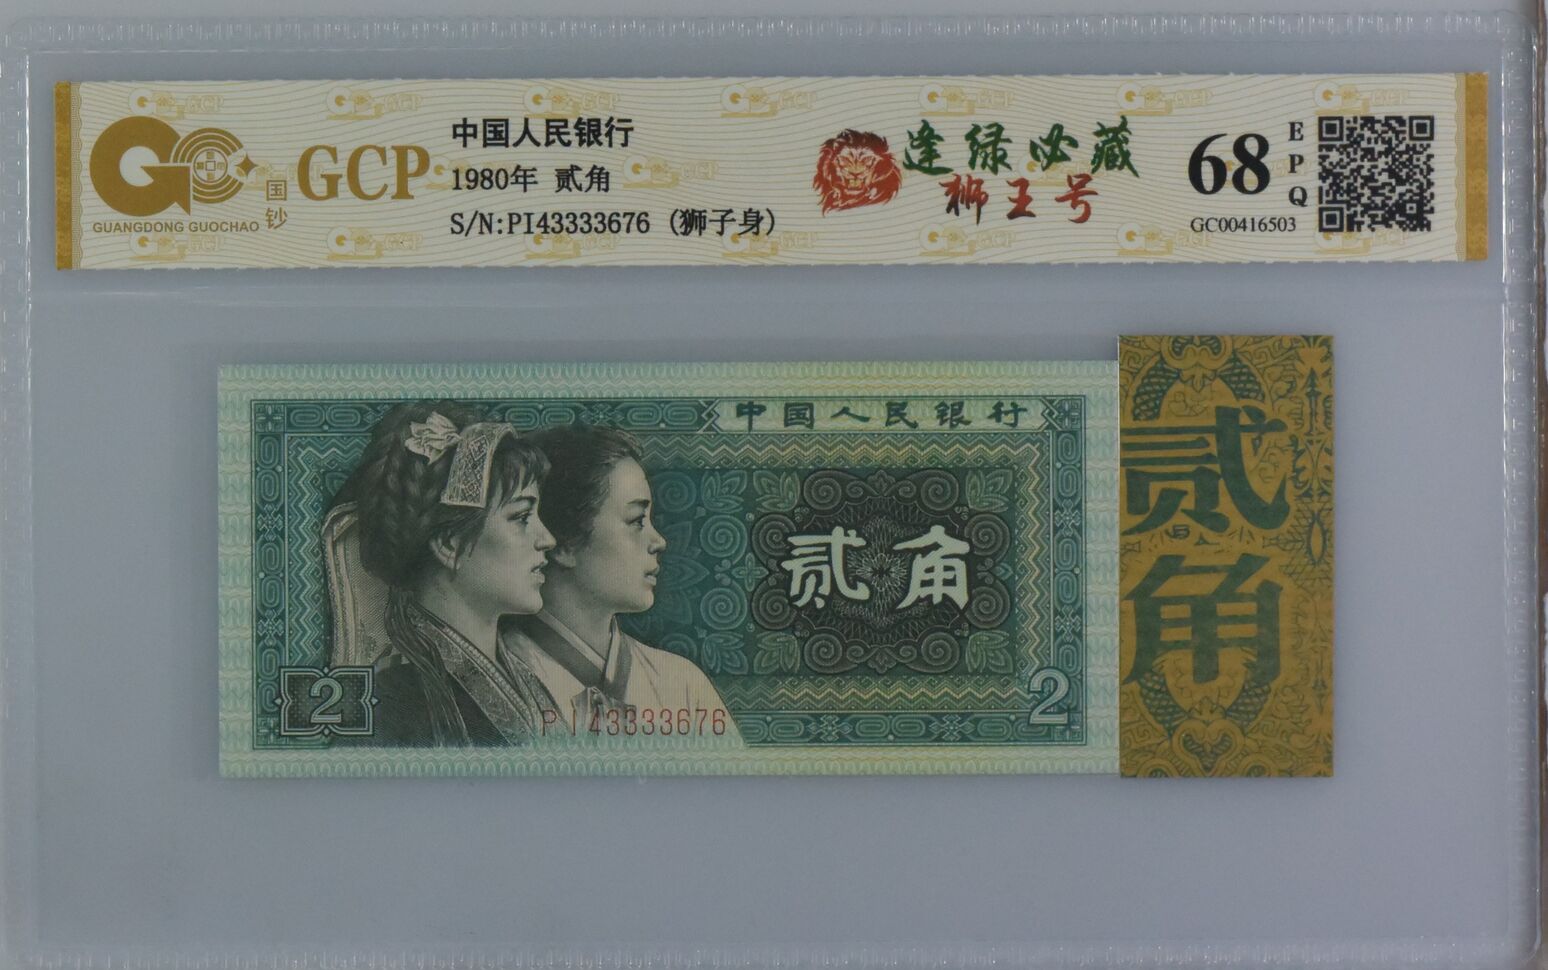 GUANGDONG GUOCHAO
国钞
GCP
中国人民银行
1980年 贰角
S/N:PI43333676 (狮子身)
逢绿必藏
狮王号
68
EPQ
GC00416503
中国人民银行
贰角
2
2
PI43333676
贰角